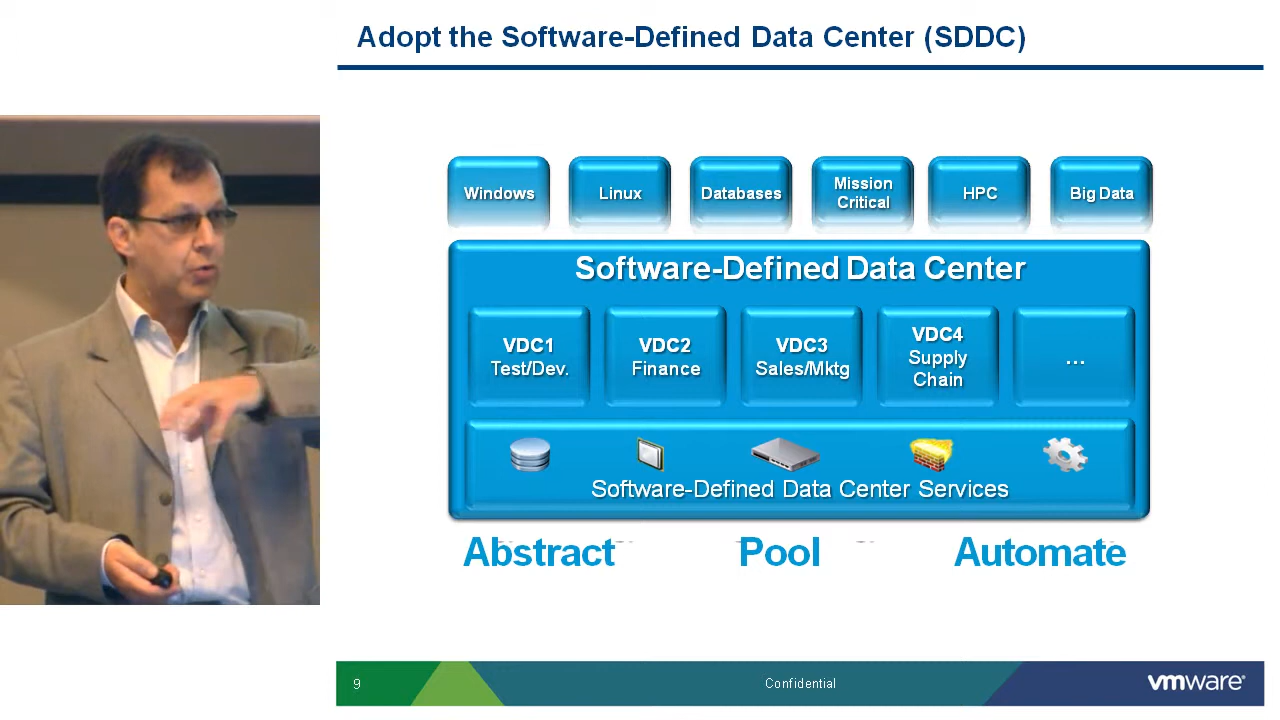 Adopt the Software-Defined Data Center (SDDC)
Windows
Linux
Databases
Mission
Critical
HPC
Big Data
Software-Defined Data Center
VDC1
Test/Dev.
VDC2
Finance
VDC3
Sales/Mktg
VDC4
Supply
Chain
...
Software-Defined Data Center Services
Abstract
Pool
Automate
9
Confidential
vmware®